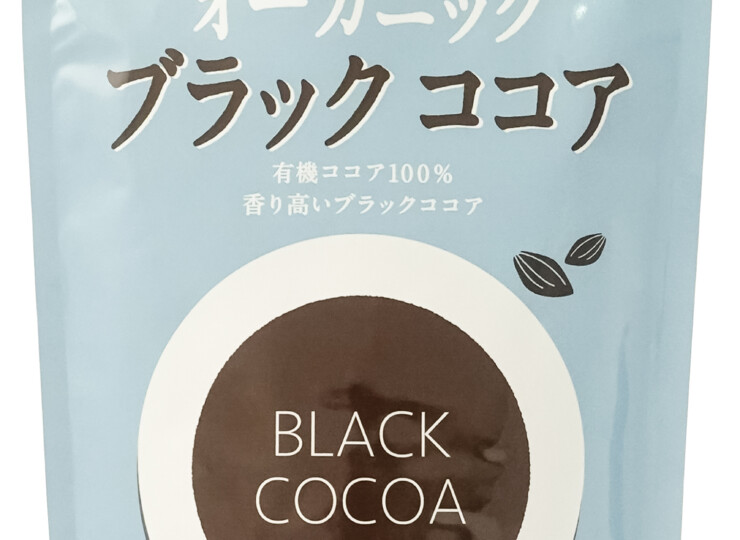 オーガニック
ブラック ココア
有機ココア100%
香り高いブラックココア
BLACK
COCOA